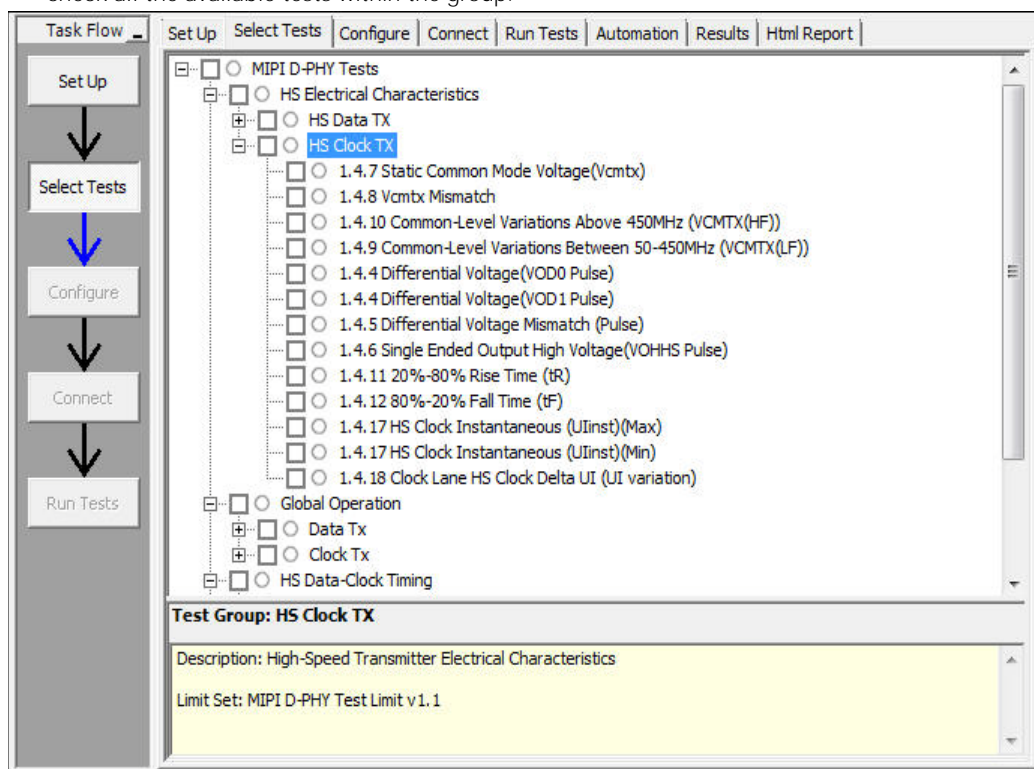 check all the available tests within the group.
Task Flow
Set Up
Select Tests
Configure
Connect
Run Tests
Set Up Select Tests Configure Connect Run Tests Automation Results Html Report
MIPI D-PHY Tests
HS Electrical Characteristics
HS Data TX
HS Clock TX
1.4.7 Static Common Mode Voltage(Vcmtx)
1.4.8 Vcmtx Mismatch
1.4.10 Common-Level Variations Above 450MHz (VCMTX(HF))
1.4.9 Common-Level Variations Between 50-450MHz (VCMTX(LF))
1.4.4 Differential Voltage(VOD0 Pulse)
1.4.4 Differential Voltage(VOD1 Pulse)
1.4.5 Differential Voltage Mismatch (Pulse)
1.4.6 Single Ended Output High Voltage(VOHHS Pulse)
1.4.11 20%-80% Rise Time (tR)
1.4.12 80%-20% Fall Time (tF)
1.4.17 HS Clock Instantaneous (UIinst)(Max)
1.4.17 HS Clock Instantaneous (UIinst)(Min)
1.4.18 Clock Lane HS Clock Delta UI (UI variation)
Global Operation
Data Tx
Clock Tx
HS Data-Clock Timing
Test Group: HS Clock TX
Description: High-Speed Transmitter Electrical Characteristics
Limit Set: MIPI D-PHY Test Limit v1.1